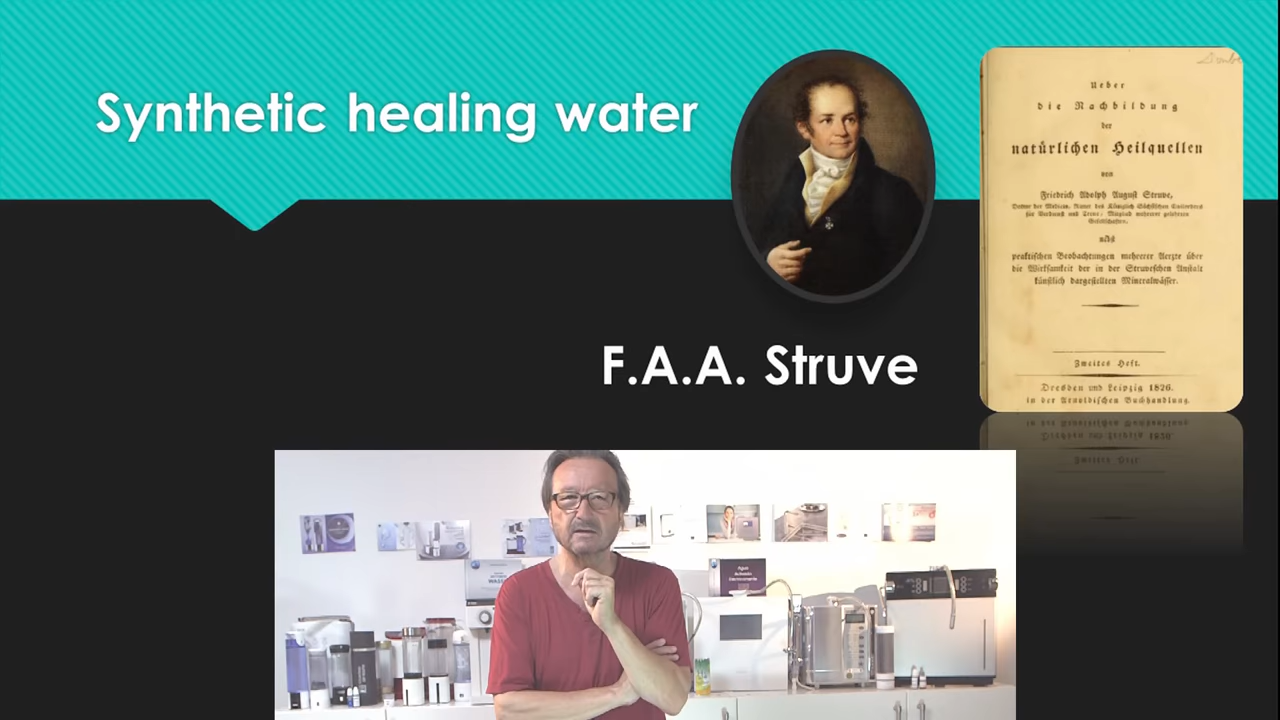 Synthetic healing water
F.A.A. Struve
Ueber
die Nachbildung
der
natürlichen Heilquellen
von
Friedrich Adolph August Struve,
nebst
praktischen Beobachtungen mehrerer Aerzte über
die Wirksamkeit der in der Struveschen Anstalt
künstlich dargestellten Mineralwässer.
Zweites Heft.
Dresden und Leipzig 1826.
in der Arnoldischen Buchhandlung.